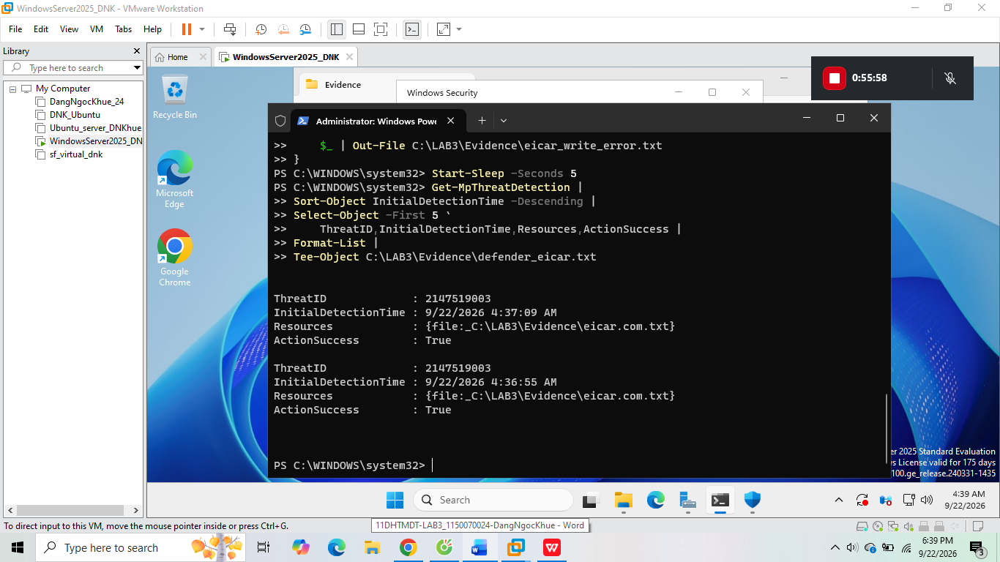 WindowsServer2025_DNK - VMware Workstation
File Edit View VM Tabs Help
Library
Type here to search
My Computer
DangNgocKhue_24
DNK_Ubuntu
Ubuntu_server_DNKhue
WindowsServer2025_DN
sf_virtual_dnk
Home
WindowsServer2025_DNK
0:55:58
Recycle Bin
Microsoft
Edge
Google
Chrome
Evidence
Windows Security
Administrator: Windows Powe
>>     $_ | Out-File C:\LAB3\Evidence\eicar_write_error.txt
>> }
PS C:\WINDOWS\system32> Start-Sleep -Seconds 5
PS C:\WINDOWS\system32> Get-MpThreatDetection |
>> Sort-Object InitialDetectionTime -Descending |
>> Select-Object -First 5 `
>>     ThreatID,InitialDetectionTime,Resources,ActionSuccess |
>> Format-List |
>> Tee-Object C:\LAB3\Evidence\defender_eicar.txt
ThreatID             : 2147519003
InitialDetectionTime : 9/22/2026 4:37:09 AM
Resources            : {file:_C:\LAB3\Evidence\eicar.com.txt}
ActionSuccess        : True
ThreatID             : 2147519003
InitialDetectionTime : 9/22/2026 4:36:55 AM
Resources            : {file:_C:\LAB3\Evidence\eicar.com.txt}
ActionSuccess        : True
PS C:\WINDOWS\system32>
er 2025 Standard Evaluation
s License valid for 175 days
100.ge_release.240331-1435
Search
4:39 AM
9/22/2026
To direct input to this VM, move the mouse pointer inside or press Ctrl+G.
11DHTMDT-LAB3_1150070024-DangNgocKhue - Word
Type here to search
6:39 PM
9/22/2026
3